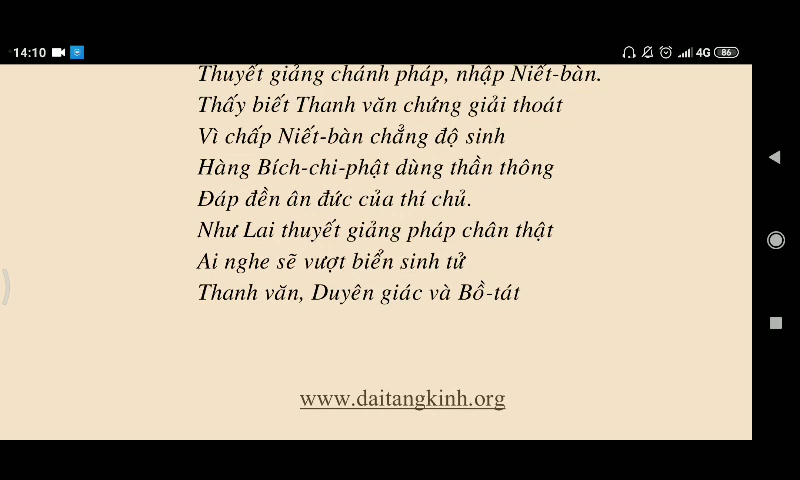 14:10
4G 86
Thuyết giảng chánh pháp, nhập Niết-bàn.
Thấy biết Thanh văn chứng giải thoát
Vì chấp Niết-bàn chẳng độ sinh
Hàng Bích-chi-phật dùng thần thông
Đáp đền ân đức của thí chủ.
Như Lai thuyết giảng pháp chân thật
Ai nghe sẽ vượt biển sinh tử
Thanh văn, Duyên giác và Bồ-tát
www.daitangkinh.org